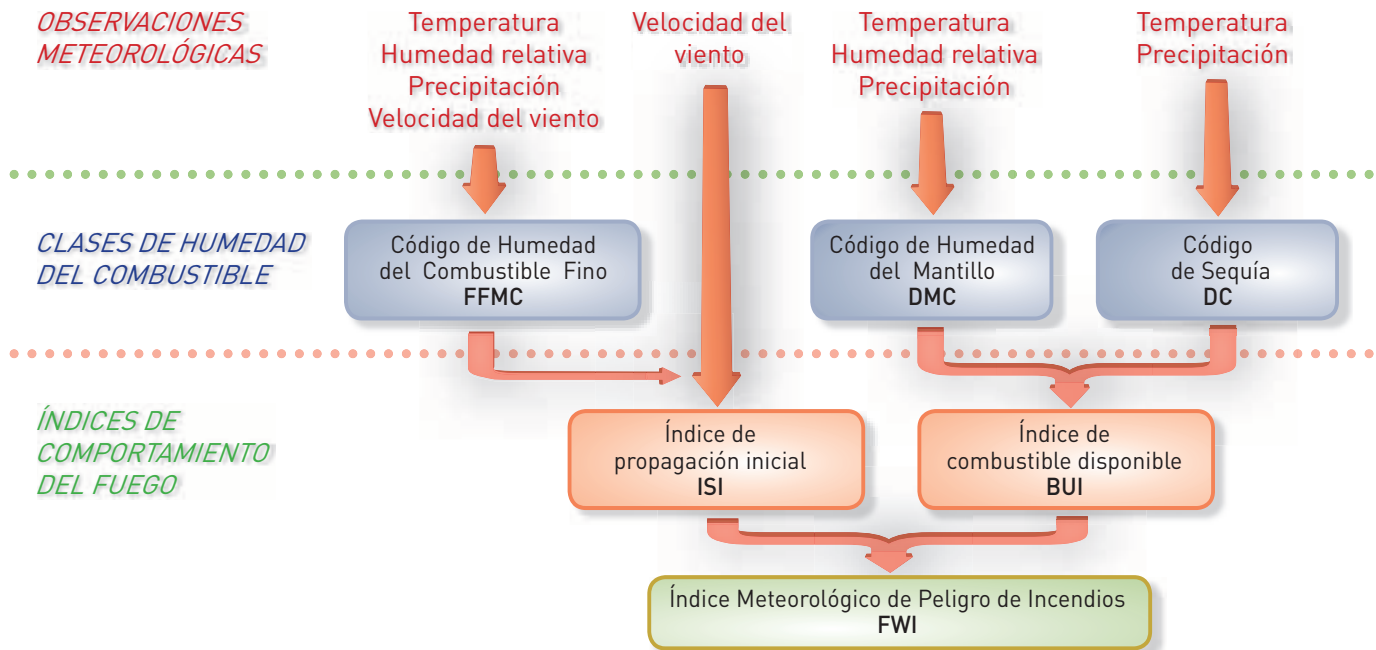 OBSERVACIONES
METEOROLÓGICAS
Temperatura
Humedad relativa
Precipitación
Velocidad del viento
Velocidad del
viento
Temperatura
Humedad relativa
Precipitación
Temperatura
Precipitación
CLASES DE HUMEDAD
DEL COMBUSTIBLE
Código de Humedad
del Combustible Fino
FFMC
Código de Humedad
del Mantillo
DMC
Código
de Sequía
DC
ÍNDICES DE
COMPORTAMIENTO
DEL FUEGO
Índice de
propagación inicial
ISI
Índice de
combustible disponible
BUI
Índice Meteorológico de Peligro de Incendios
FWI